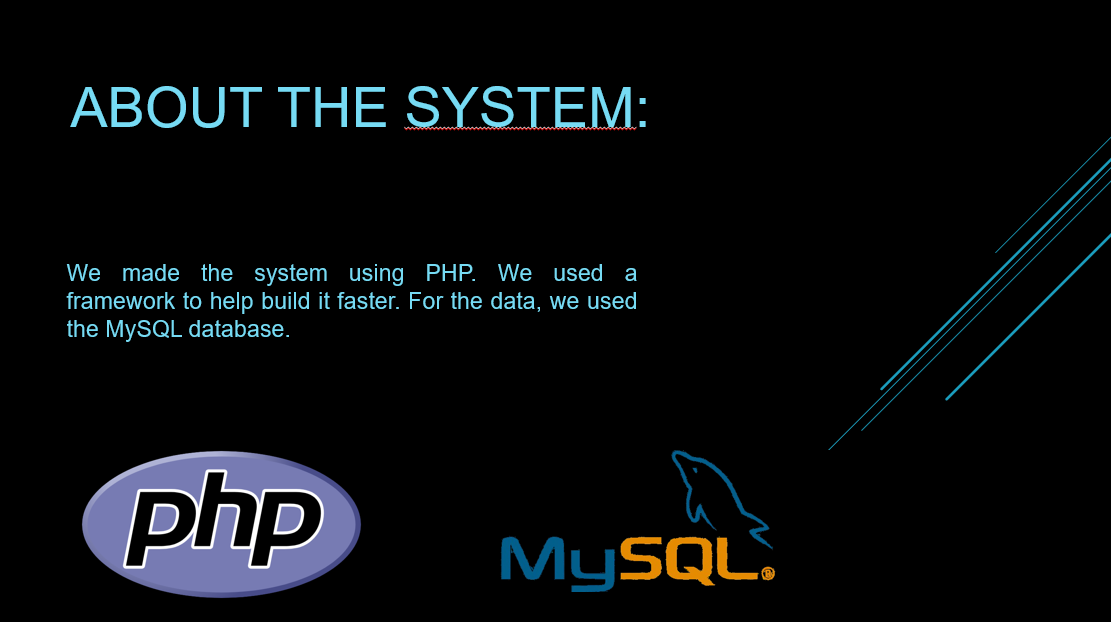 ABOUT THE SYSTEM:
We made the system using PHP. We used a
framework to help build it faster. For the data, we used
the MySQL database.
php
MySQL®